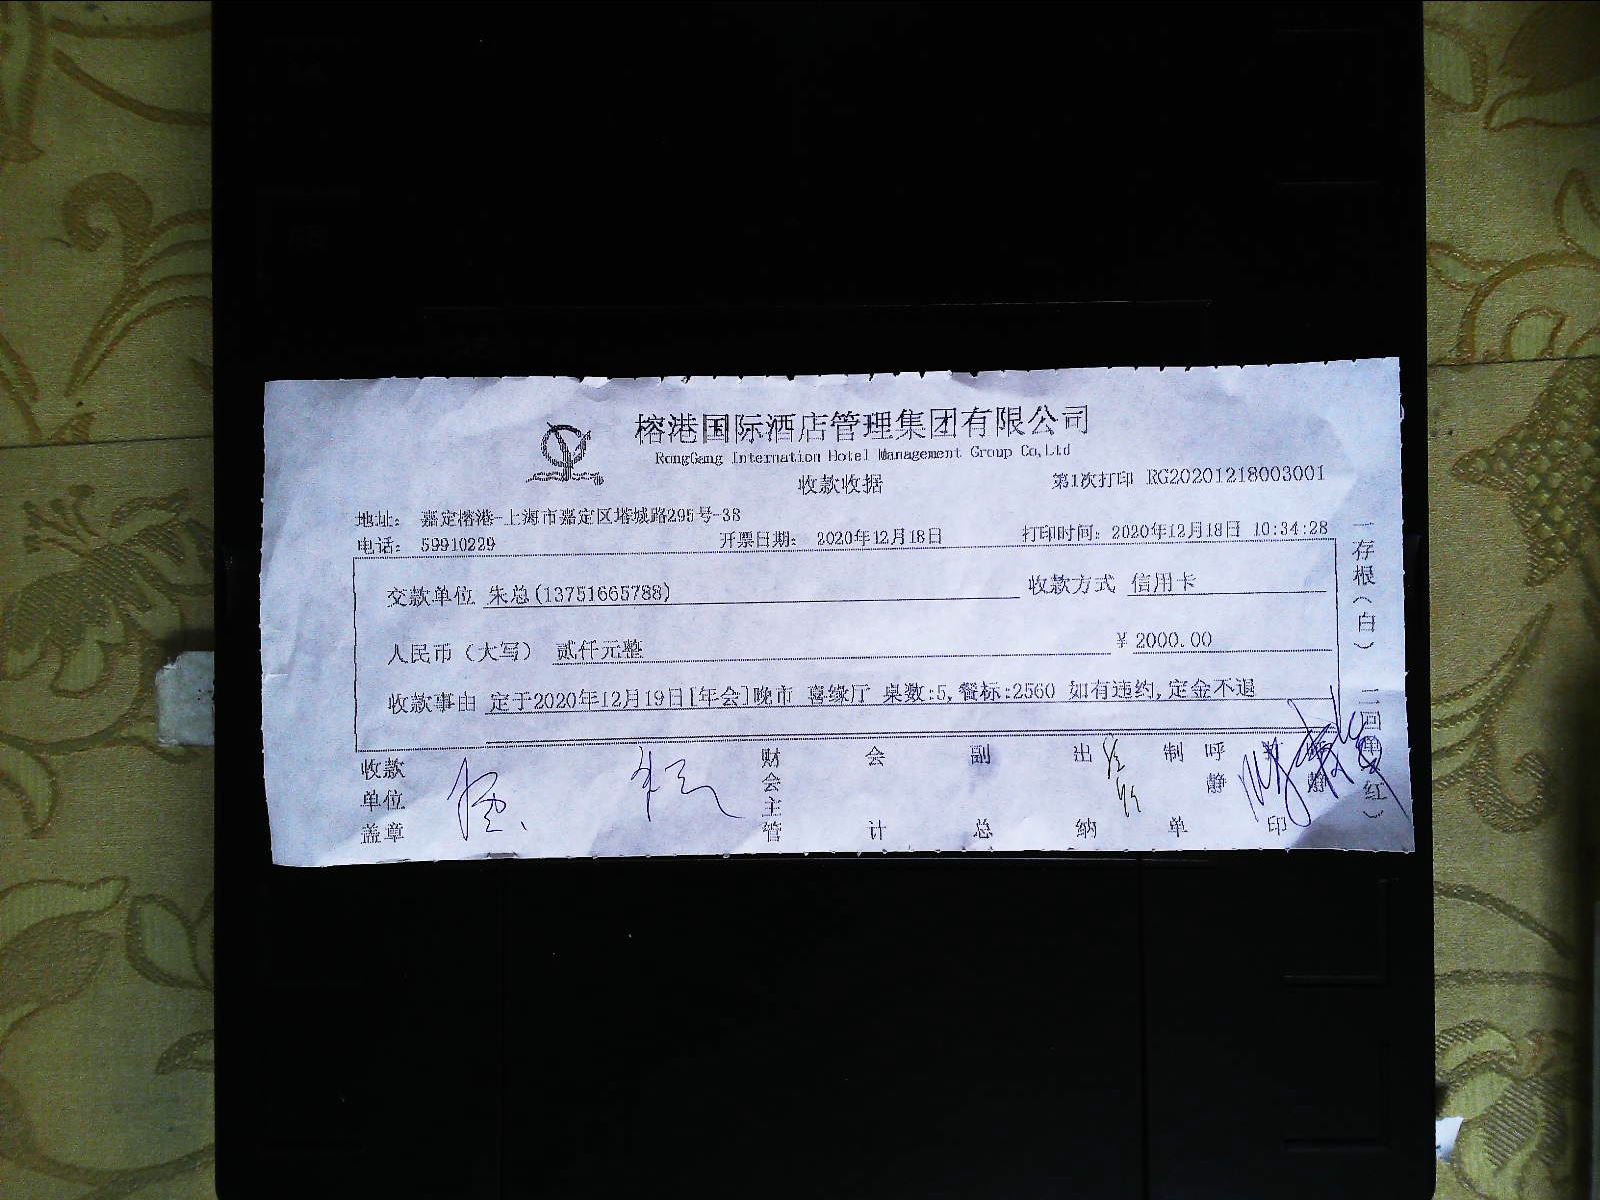 榕港国际酒店管理集团有限公司
RongGang Internation Hotel Management Group Co,Ltd
收款收据
第1次打印 RG20201218003001
地址： 嘉定榕港-上海市嘉定区塔城路295号-38
电话： 59910229 开票日期： 2020年12月18日 打印时间：2020年12月18日 10:34:28
交款单位 朱总(13751665788) 收款方式 信用卡
人民币（大写） 贰仟元整 ￥2000.00
收款事由 定于2020年12月19日[年会]晚市 喜缘厅 桌数:5,餐标:2560 如有违约,定金不退
收款单位盖章
财会主管
会计
副总
出纳
制单
呼静
打印
呼静
一存根（白） 二回单（红）